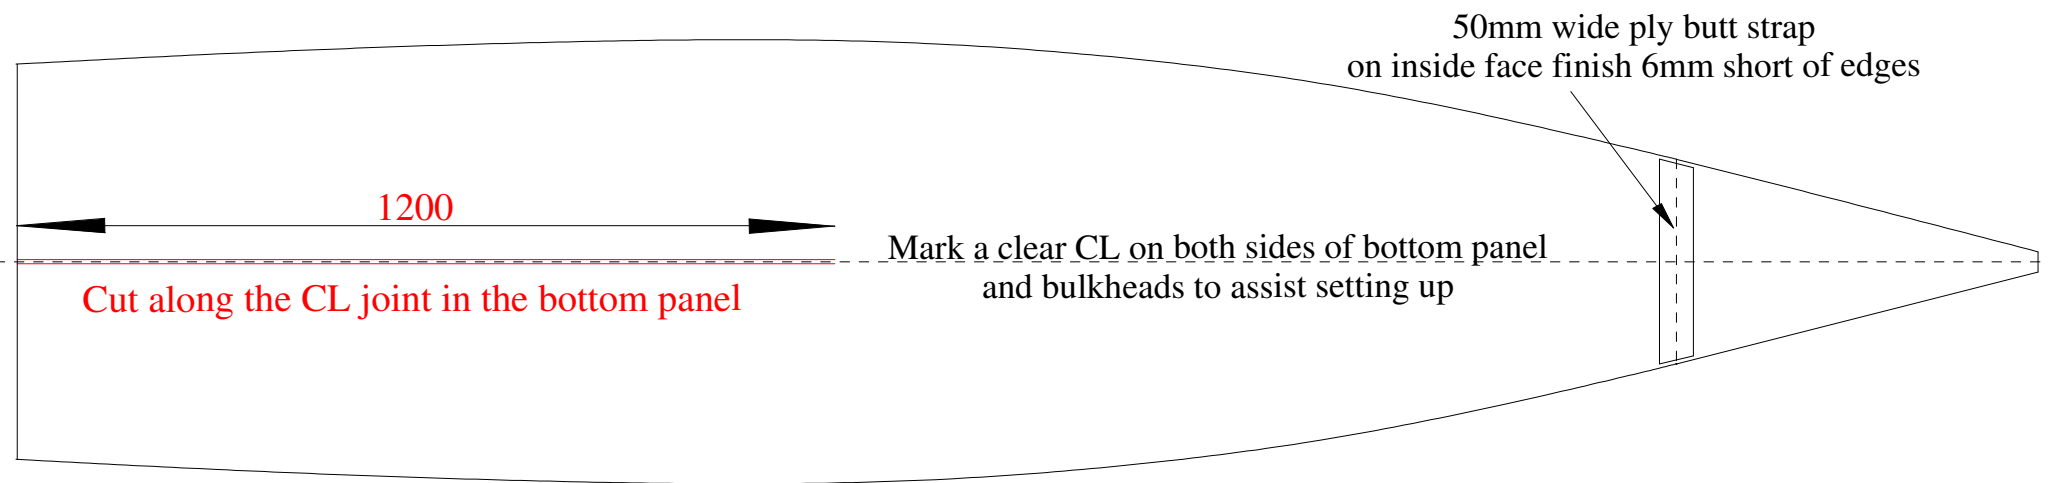 50mm wide ply butt strap
on inside face finish 6mm short of edges
1200
Mark a clear CL on both sides of bottom panel
and bulkheads to assist setting up
Cut along the CL joint in the bottom panel